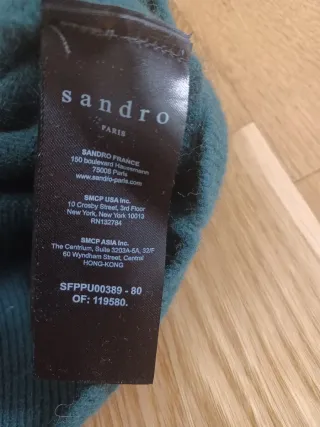 sandro
PARIS
SANDRO FRANCE
150 boulevard Haussmann
75008 Paris
www.sandro-paris.com
SMCP USA Inc.
10 Crosby Street, 3rd Floor
New York, New York 10013
RN132784
SMCP ASIA Inc.
The Centrium, Suite 3203A-5A, 32/F
60 Wyndham Street, Central
HONG-KONG
SFPPU00389 - 80
OF: 119580.